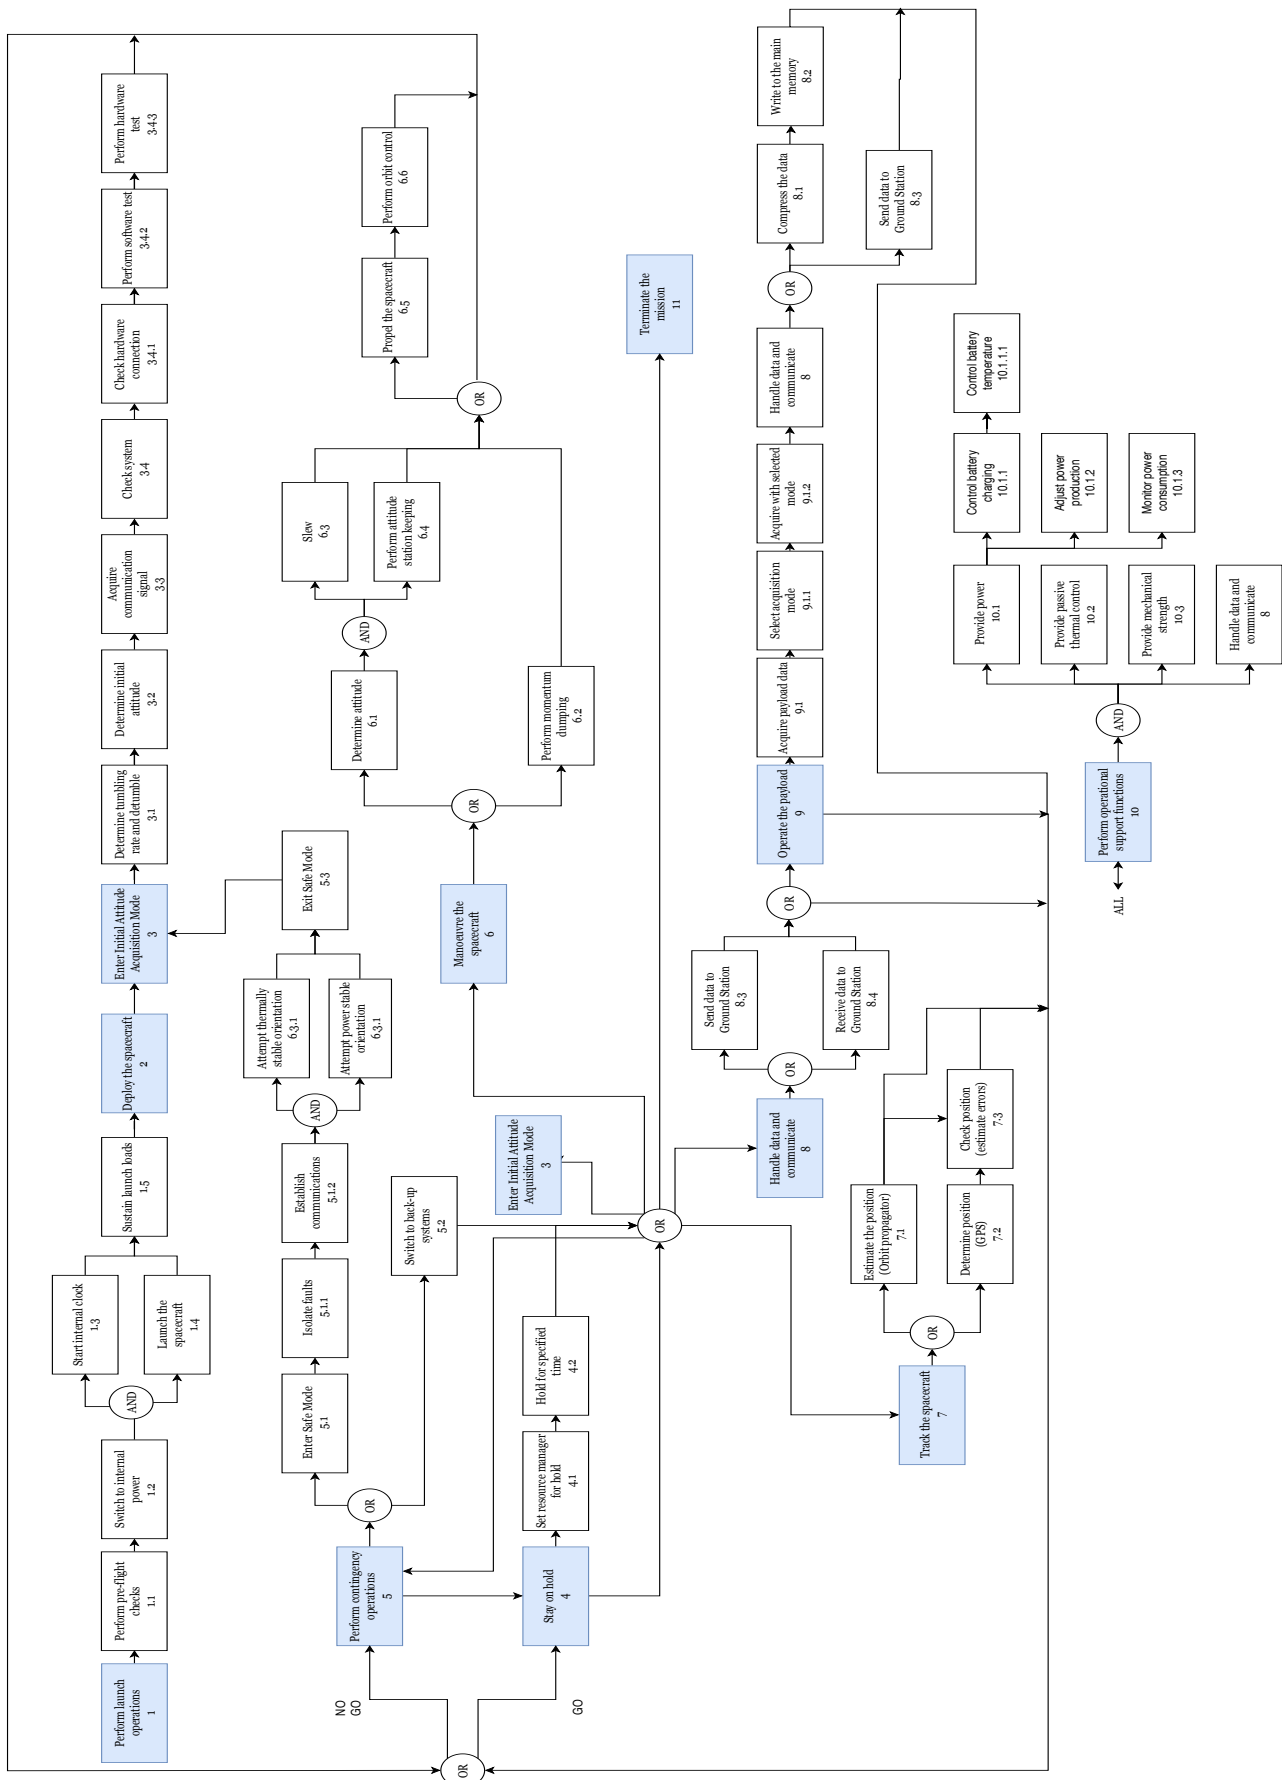 Perform launch
operations
1
Perform pre-flight
checks
1.1
Switch to internal
power
1.2
AND
Start internal clock
1.3
Launch the
spacecraft
1.4
Sustain launch loads
1.5
Deploy the spacecraft
2
Enter Initial Attitude
Acquisition Mode
3
Determine tumbling
rate and detumble
3.1
Determine initial
attitude
3.2
Acquire
communication
signal
3.3
Check system
3.4
Check hardware
connection
3.4.1
Perform software test
3.4.2
Perform hardware
test
3.4.3
OR
NO
GO
GO
Perform contingency
operations
5
OR
Enter Safe Mode
5.1
Isolate faults
5.1.1
Establish
communications
5.1.2
AND
Attempt thermally
stable orientation
6.3.1
Attempt power stable
orientation
6.3.1
Exit Safe Mode
5.3
Switch to back-up
systems
5.2
Stay on hold
4
Set resource manager
for hold
4.1
Hold for specified
time
4.2
OR
Enter Initial Attitude
Acquisition Mode
3
Manoeuvre the
spacecraft
6
OR
Determine attitude
6.1
Perform momentum
dumping
6.2
AND
Slew
6.3
Perform attitude
station keeping
6.4
OR
Propel the spacecraft
6.5
Perform orbit control
6.6
Terminate the
mission
11
Handle data and
communicate
8
OR
Send data to
Ground Station
8.3
Receive data to
Ground Station
8.4
OR
Operate the payload
9
Acquire payload data
9.1
Select acquisition
mode
9.1.1
Acquire with selected
mode
9.1.2
Handle data and
communicate
8
OR
Compress the data
8.1
Write to the main
memory
8.2
Send data to
Ground Station
8.3
Track the spacecraft
7
OR
Estimate the position
(Orbit propagator)
7.1
Determine position
(GPS)
7.2
Check position
(estimate errors)
7.3
ALL
Perform operational
support functions
10
AND
Provide power
10.1
Provide passive
thermal control
10.2
Provide mechanical
strength
10.3
Handle data and
communicate
8
Control battery
charging
10.1.1
Adjust power
production
10.1.2
Monitor power
consumption
10.1.3
Control battery
temperature
10.1.1.1